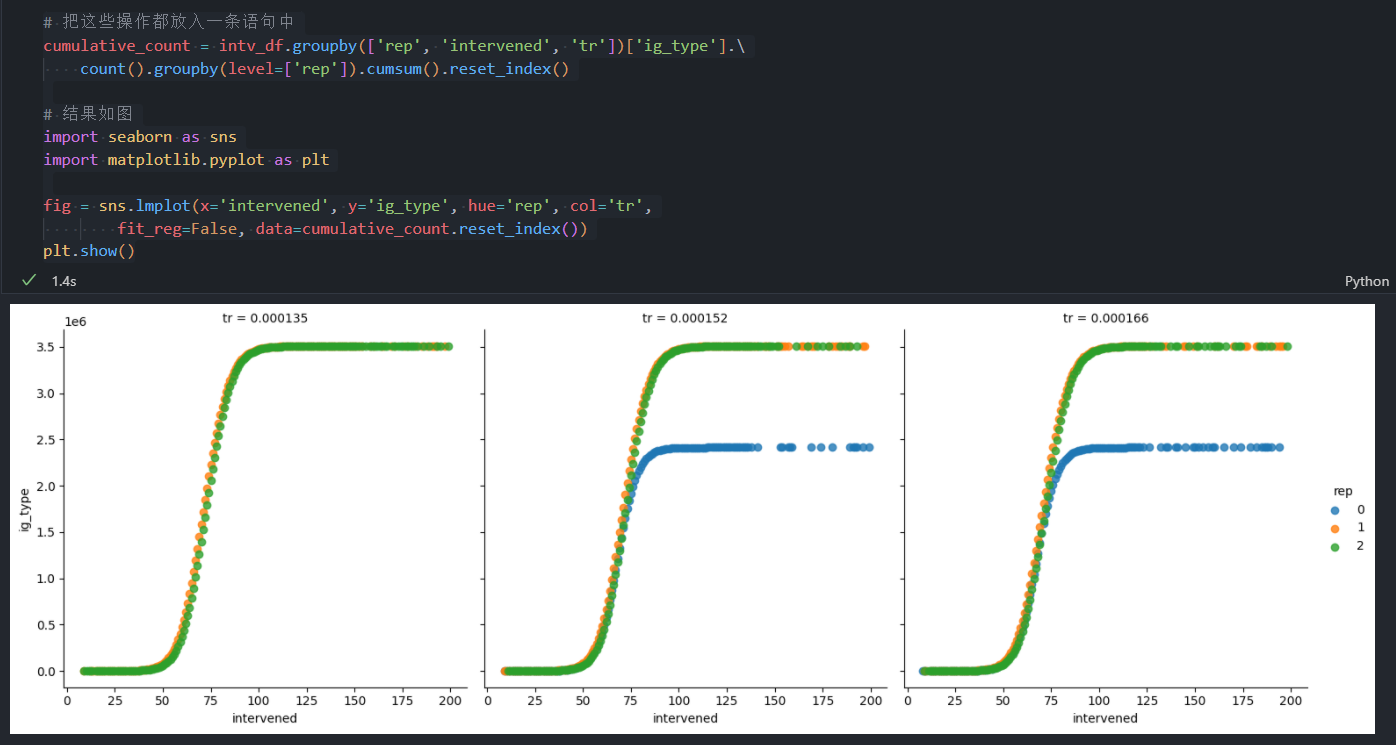 # 把这些操作都放入一条语句中
cumulative_count = intv_df.groupby(['rep', 'intervened', 'tr'])['ig_type'].\
count().groupby(level=['rep']).cumsum().reset_index()
# 结果如图
import seaborn as sns
import matplotlib.pyplot as plt
fig = sns.lmplot(x='intervened', y='ig_type', hue='rep', col='tr',
fit_reg=False, data=cumulative_count.reset_index())
plt.show()
1.4s
Python
1e6
tr = 0.000135
tr = 0.000152
tr = 0.000166
3.5
3.0
2.5
2.0
1.5
1.0
0.5
0.0
ig_type
0 25 50 75 100 125 150 175 200
intervened
0 25 50 75 100 125 150 175 200
intervened
0 25 50 75 100 125 150 175 200
intervened
rep
0
1
2